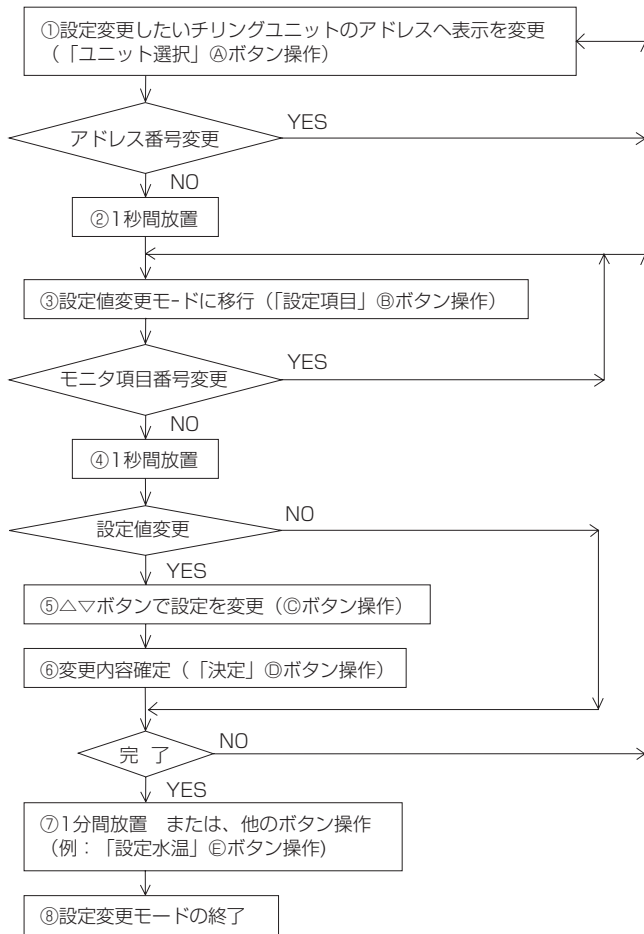 ①設定変更したいチリングユニットのアドレスへ表示を変更
（「ユニット選択」Ⓐボタン操作）
アドレス番号変更
YES
NO
②1秒間放置
③設定値変更モードに移行（「設定項目」Ⓑボタン操作）
モニタ項目番号変更
YES
NO
④1秒間放置
設定値変更
NO
YES
⑤△▽ボタンで設定を変更（Ⓒボタン操作）
⑥変更内容確定（「決定」Ⓓボタン操作）
完　了
NO
YES
⑦1分間放置　または、他のボタン操作
（例：「設定水温」Ⓔボタン操作)
⑧設定変更モードの終了